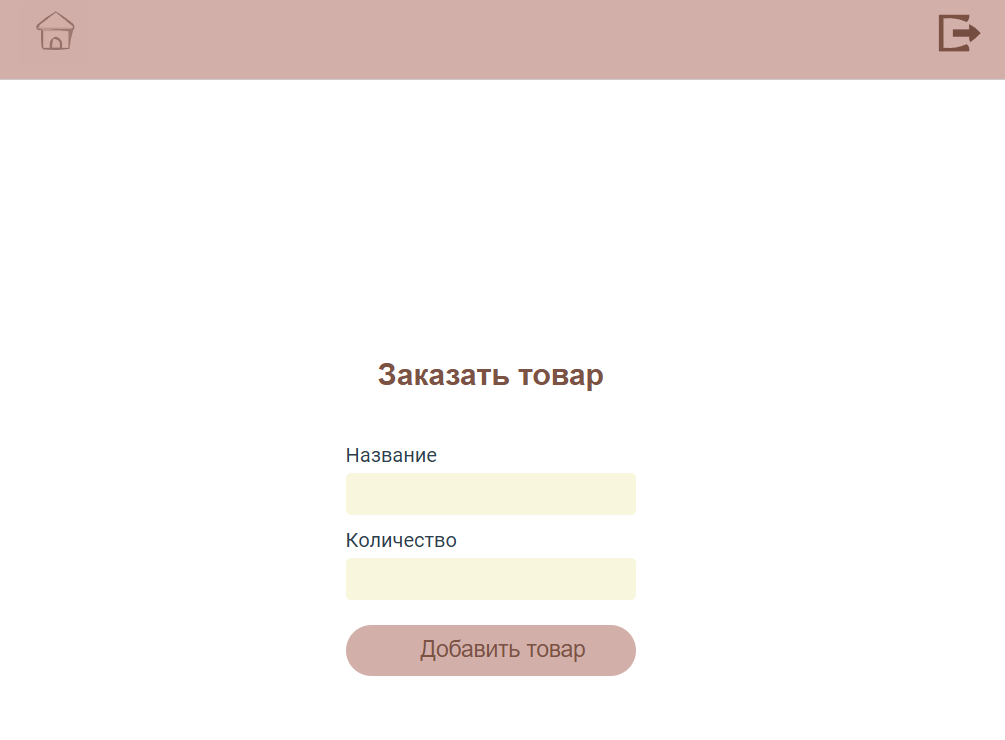 Заказать товар
Название
Количество
Добавить товар